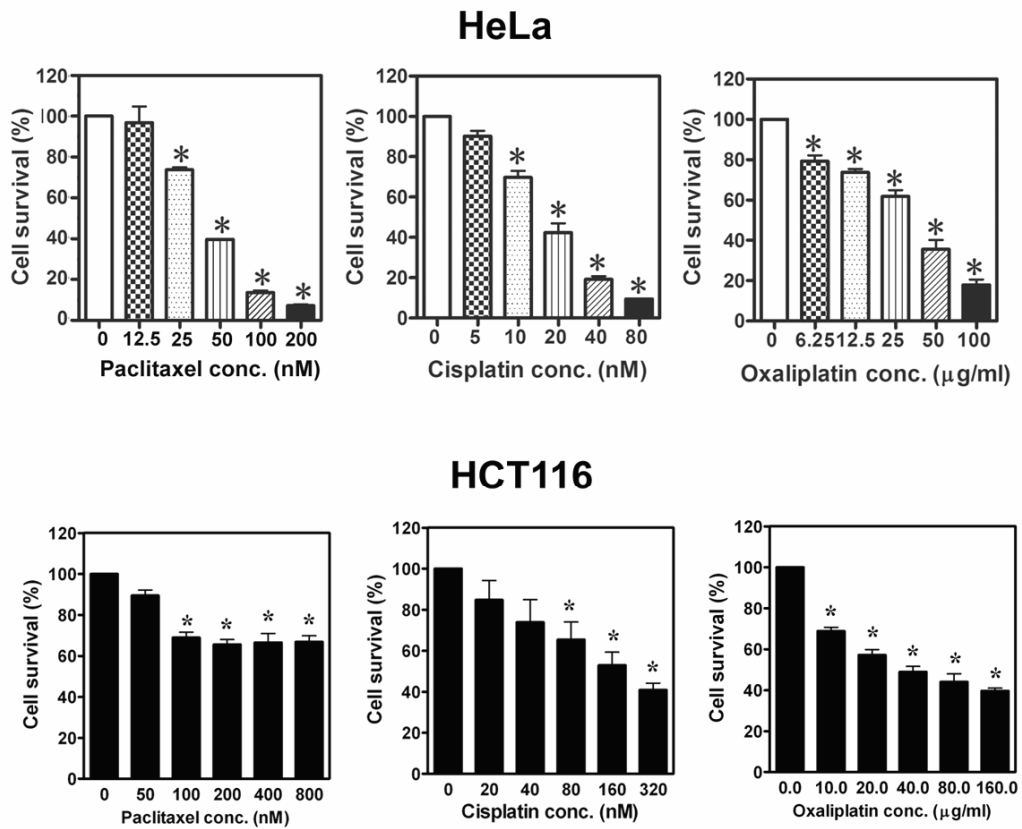 HeLa
120
100
80
60
40
20
0
Cell survival (%)
* * * *
0 12.5 25 50 100 200
Paclitaxel conc. (nM)
120
100
80
60
40
20
0
Cell survival (%)
* * * *
0 5 10 20 40 80
Cisplatin conc. (nM)
120
100
80
60
40
20
0
Cell survival (%)
* * * * *
0 6.25 12.5 25 50 100
Oxaliplatin conc. (μg/ml)
HCT116
120
100
80
60
40
20
0
Cell survival (%)
* * * *
0 50 100 200 400 800
Paclitaxel conc. (nM)
120
100
80
60
40
20
0
Cell survival (%)
* * *
0 20 40 80 160 320
Cisplatin conc. (nM)
120
100
80
60
40
20
0
Cell survival (%)
* * * * *
0.0 10.0 20.0 40.0 80.0 160.0
Oxaliplatin conc. (μg/ml)